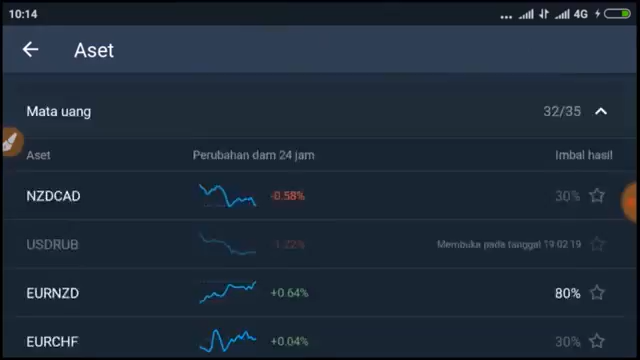 10:14
4G
Aset
Mata uang 32/35
Aset Perubahan dam 24 jam Imbal hasil
NZDCAD -0.58% 30%
USDRUB -1.22% Membuka pada tanggal 19.02.19
EURNZD +0.64% 80%
EURCHF +0.04% 30%